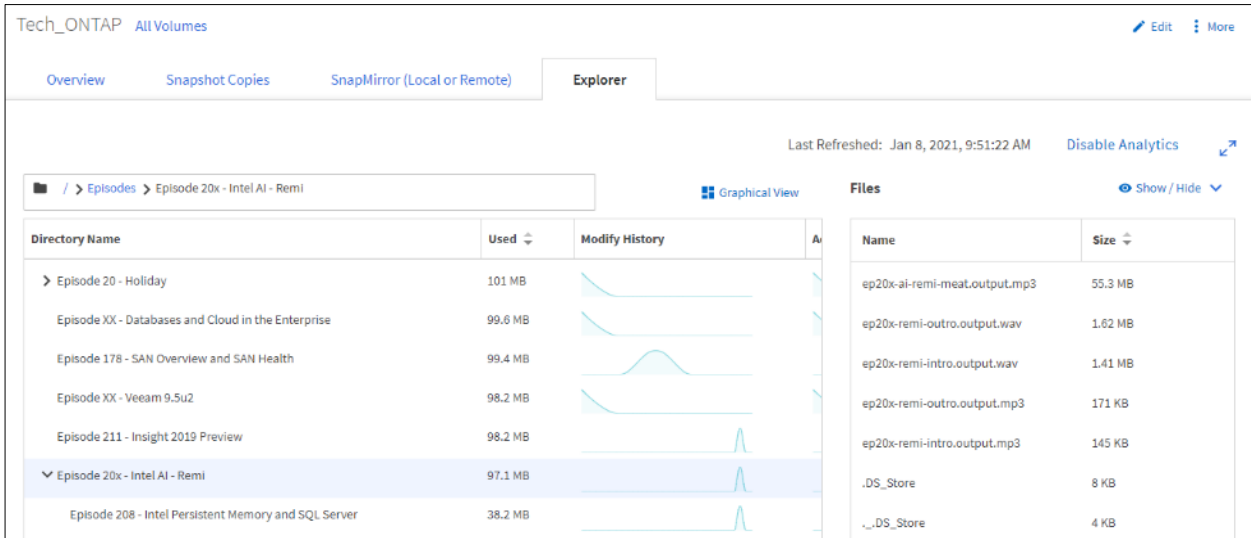 Tech_ONTAP All Volumes
Edit More
Overview Snapshot Copies SnapMirror (Local or Remote) Explorer
Last Refreshed: Jan 8, 2021, 9:51:22 AM Disable Analytics
/ Episodes Episode 20x - Intel AI - Remi
Graphical View
Files
Show / Hide
Directory Name Used Modify History
Episode 20 - Holiday 101 MB
Episode XX - Databases and Cloud in the Enterprise 99.6 MB
Episode 178 - SAN Overview and SAN Health 99.4 MB
Episode XX - Veeam 9.5u2 98.2 MB
Episode 211 - Insight 2019 Preview 98.2 MB
Episode 20x - Intel AI - Remi 97.1 MB
Episode 208 - Intel Persistent Memory and SQL Server 38.2 MB
Name Size
ep20x-ai-remi-meat.output.mp3 55.3 MB
ep20x-remi-outro.output.wav 1.62 MB
ep20x-remi-intro.output.wav 1.41 MB
ep20x-remi-outro.output.mp3 171 KB
ep20x-remi-intro.output.mp3 145 KB
.DS_Store 8 KB
._.DS_Store 4 KB